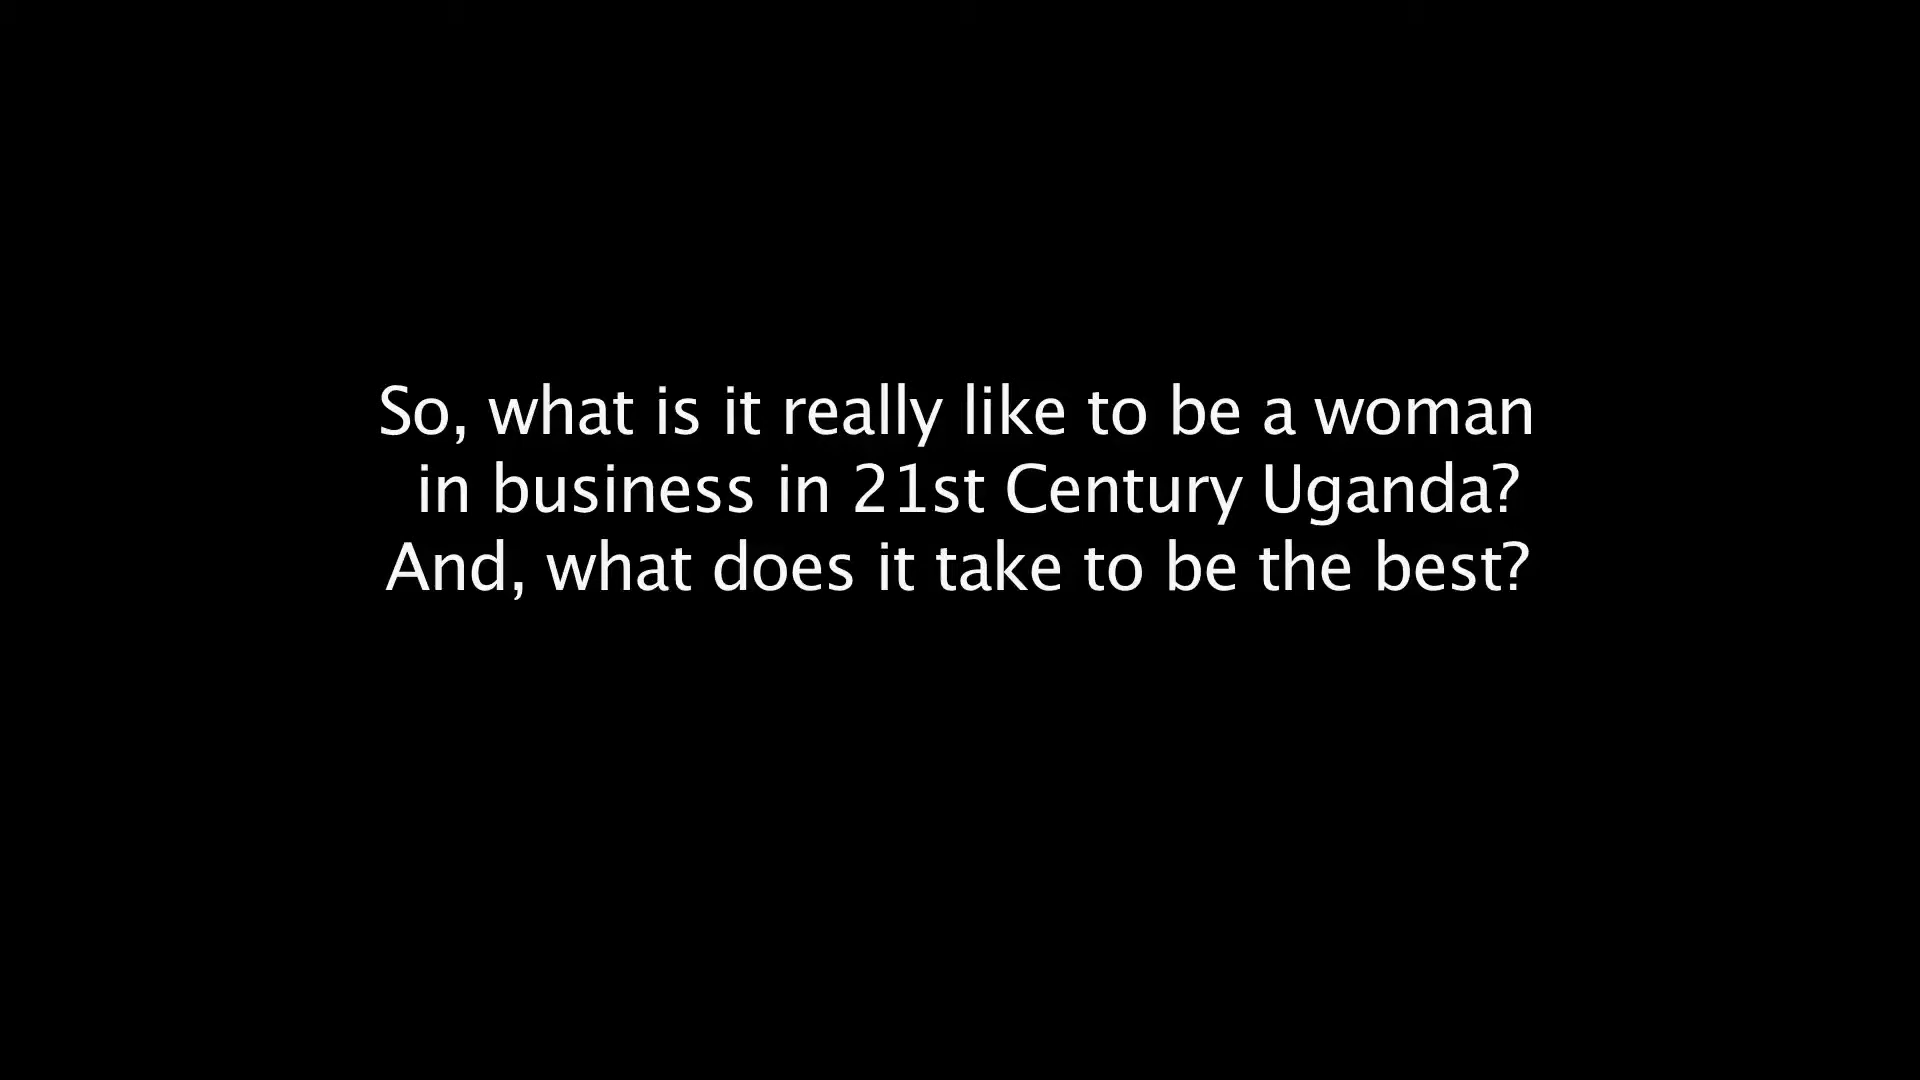 So, what is it really like to be a woman
in business in 21st Century Uganda?
And, what does it take to be the best?